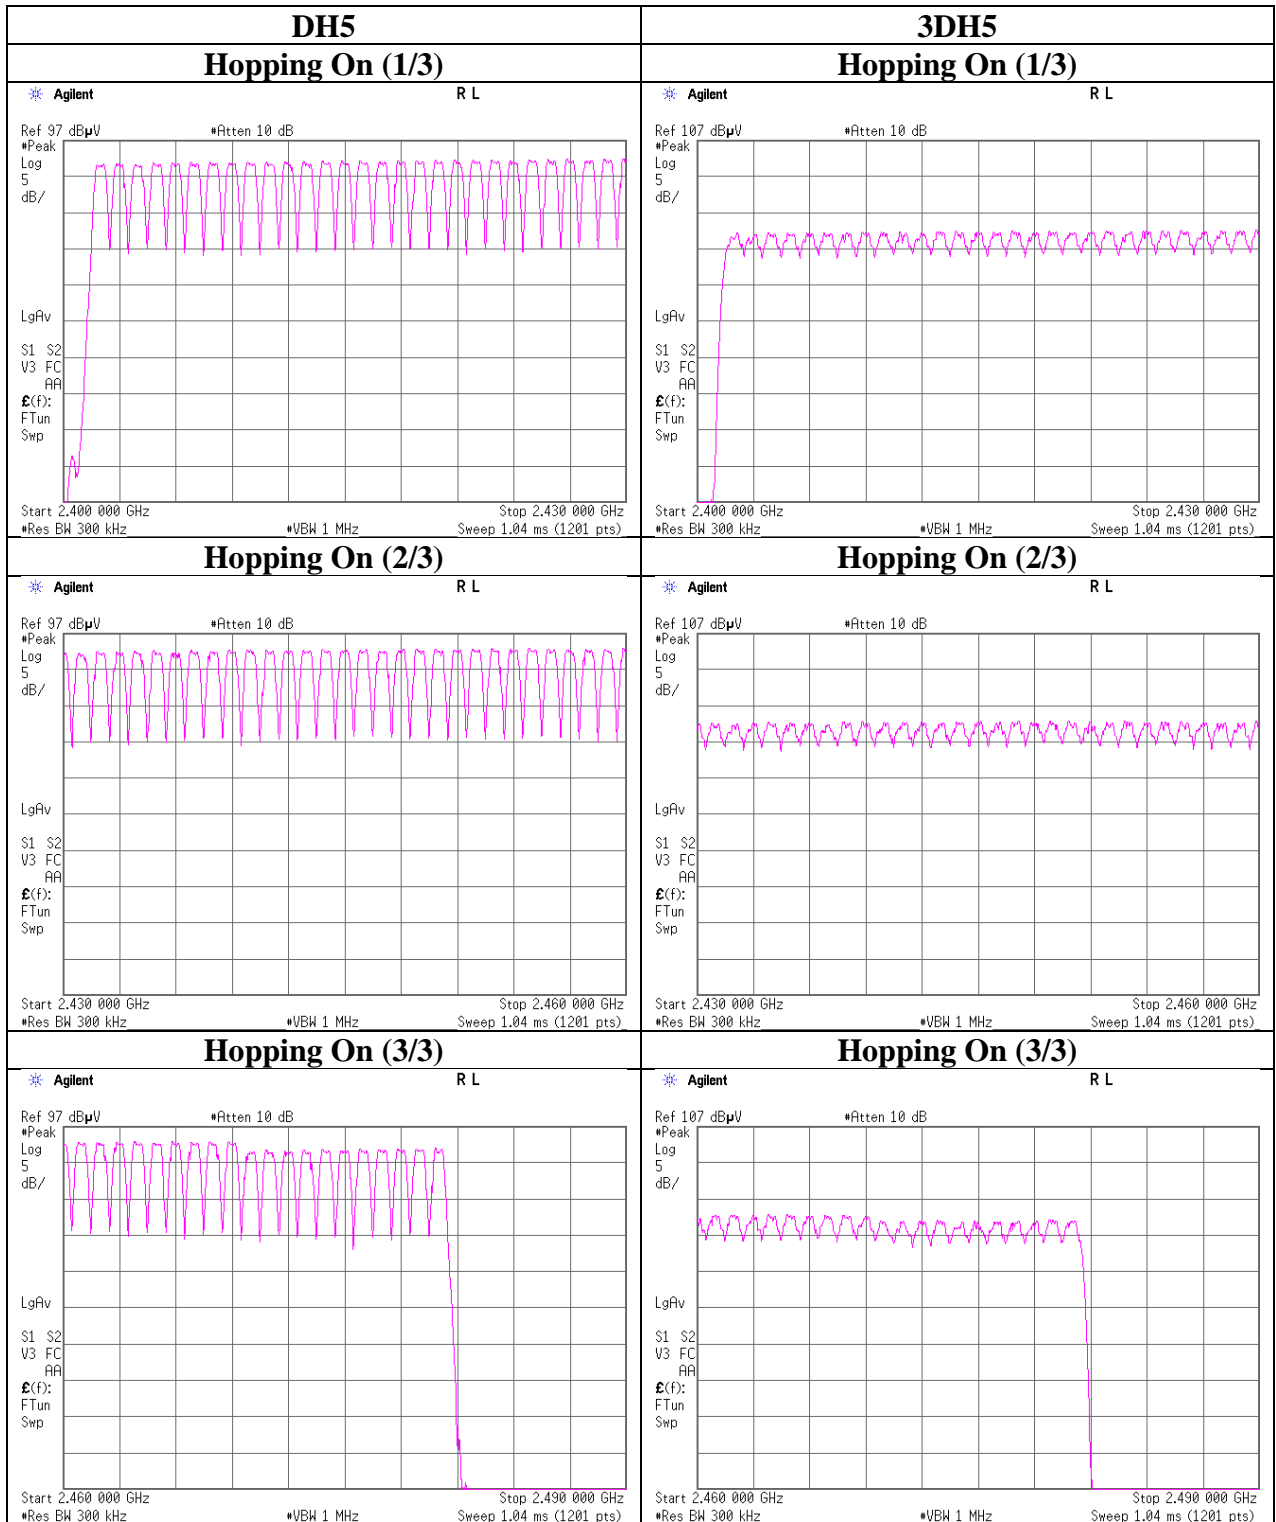 DH5 3DH5
Hopping On (1/3) Hopping On (1/3)
Agilent R L
Ref 97 dBµV #Atten 10 dB
#Peak
Log
5
dB/
LgAv
S1 S2
V3 FC
AA
£(f):
FTun
Swp
Start 2.400 000 GHz Stop 2.430 000 GHz
#Res BW 300 kHz #VBW 1 MHz Sweep 1.04 ms (1201 pts)
Agilent R L
Ref 107 dBµV #Atten 10 dB
#Peak
Log
5
dB/
LgAv
S1 S2
V3 FC
AA
£(f):
FTun
Swp
Start 2.400 000 GHz Stop 2.430 000 GHz
#Res BW 300 kHz #VBW 1 MHz Sweep 1.04 ms (1201 pts)
Hopping On (2/3) Hopping On (2/3)
Agilent R L
Ref 97 dBµV #Atten 10 dB
#Peak
Log
5
dB/
LgAv
S1 S2
V3 FC
AA
£(f):
FTun
Swp
Start 2.430 000 GHz Stop 2.460 000 GHz
#Res BW 300 kHz #VBW 1 MHz Sweep 1.04 ms (1201 pts)
Agilent R L
Ref 107 dBµV #Atten 10 dB
#Peak
Log
5
dB/
LgAv
S1 S2
V3 FC
AA
£(f):
FTun
Swp
Start 2.430 000 GHz Stop 2.460 000 GHz
#Res BW 300 kHz #VBW 1 MHz Sweep 1.04 ms (1201 pts)
Hopping On (3/3) Hopping On (3/3)
Agilent R L
Ref 97 dBµV #Atten 10 dB
#Peak
Log
5
dB/
LgAv
S1 S2
V3 FC
AA
£(f):
FTun
Swp
Start 2.460 000 GHz Stop 2.490 000 GHz
#Res BW 300 kHz #VBW 1 MHz Sweep 1.04 ms (1201 pts)
Agilent R L
Ref 107 dBµV #Atten 10 dB
#Peak
Log
5
dB/
LgAv
S1 S2
V3 FC
AA
£(f):
FTun
Swp
Start 2.460 000 GHz Stop 2.490 000 GHz
#Res BW 300 kHz #VBW 1 MHz Sweep 1.04 ms (1201 pts)